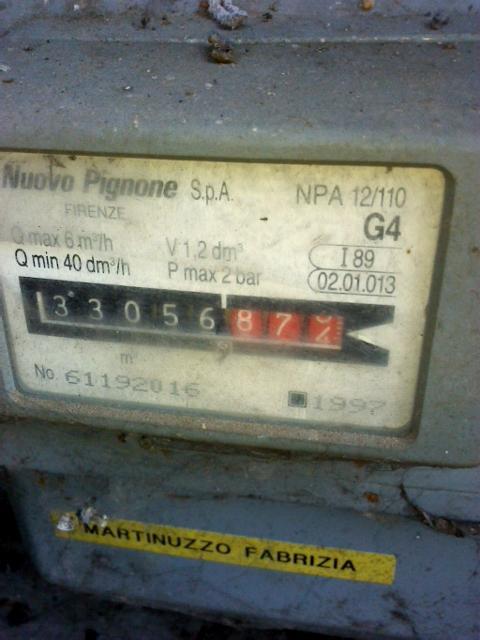 Nuovo Pignone S.p.A. NPA 12/110
FIRENZE G4
Q max 6 m³/h V 1,2 dm³ I 89
Q min 40 dm³/h P max 2 bar 02.01.013
33056 87
m
No. 61192016 1997
MARTINUZZO FABRIZIA